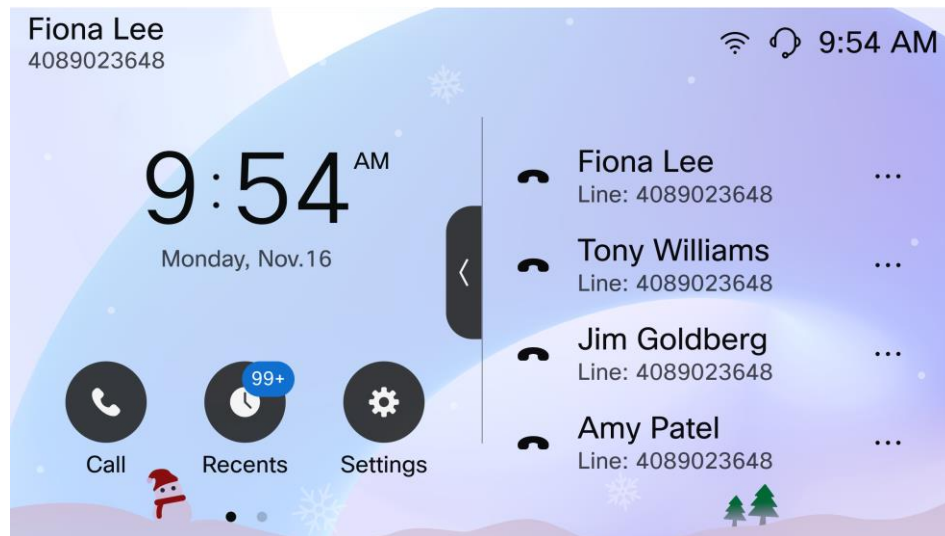 Fiona Lee
4089023648
9:54 AM
9:54 AM
Monday, Nov.16
99+
Call
Recents
Settings
Fiona Lee
Line: 4089023648
Tony Williams
Line: 4089023648
Jim Goldberg
Line: 4089023648
Amy Patel
Line: 4089023648